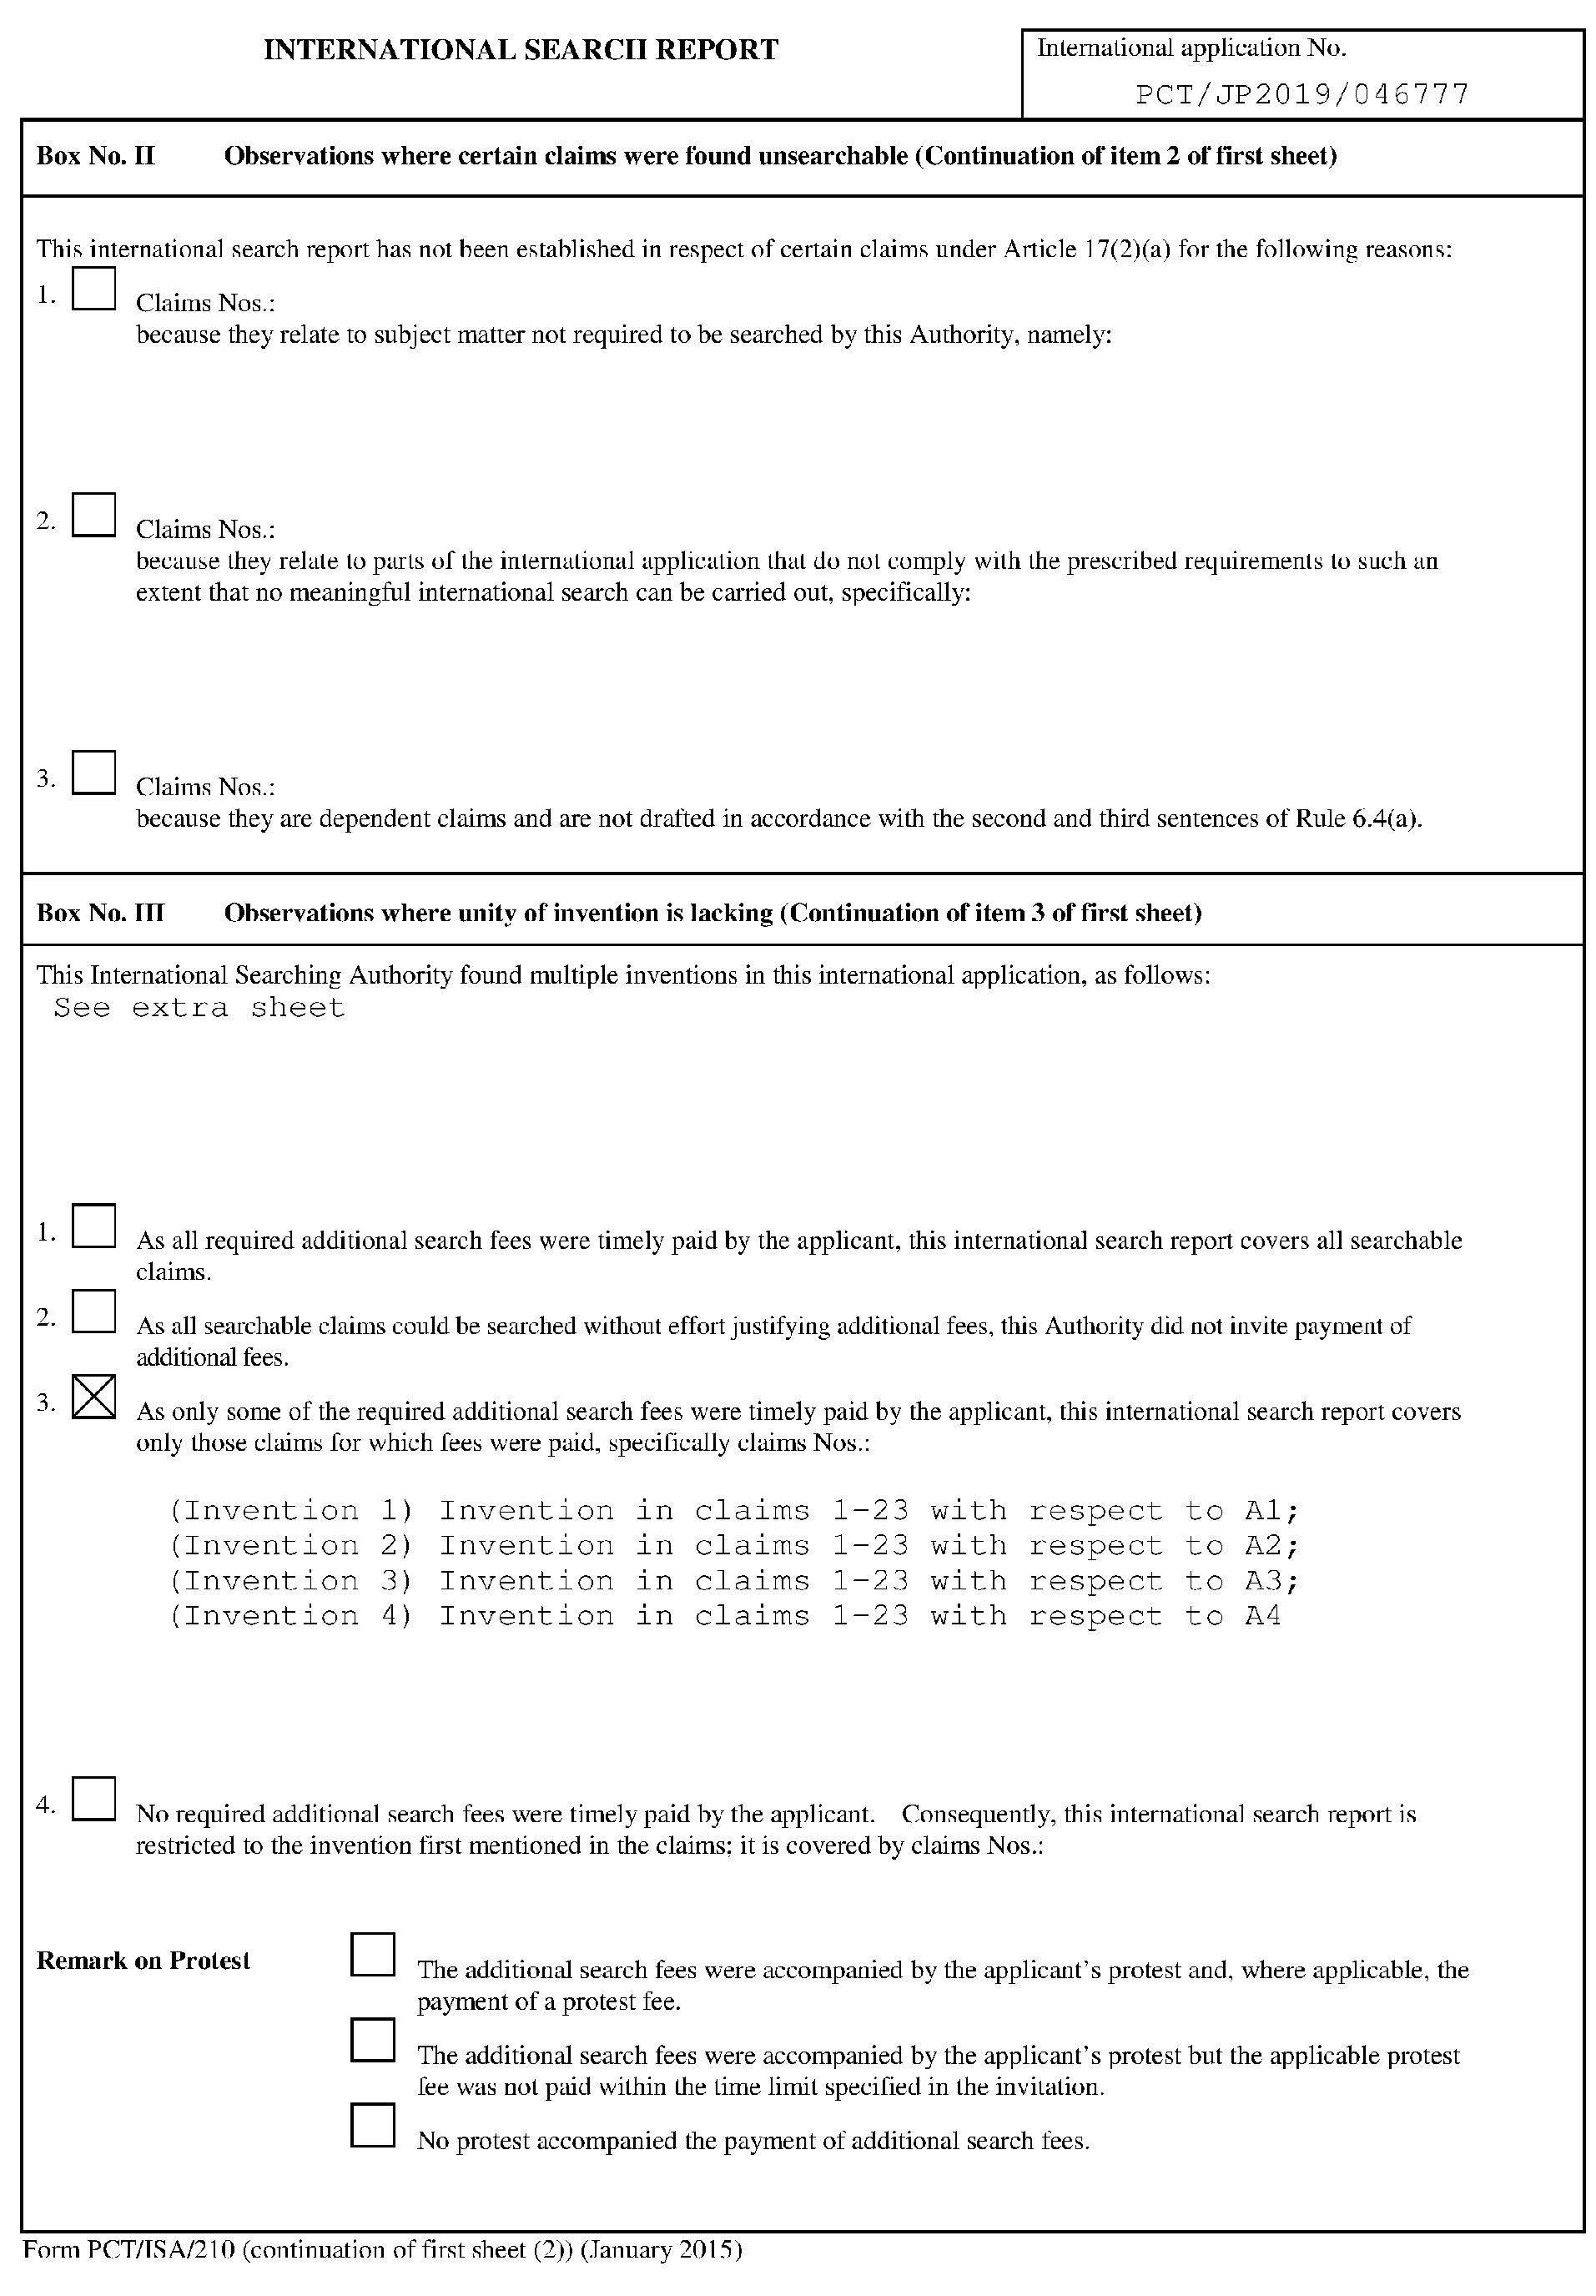 INTERNATIONAL SEARCH REPORT
International application No.
PCT/JP2019/046777
Box No. II Observations where certain claims were found unsearchable (Continuation of item 2 of first sheet)
This international search report has not been established in respect of certain claims under Article 17(2)(a) for the following reasons:
1. Claims Nos.:
because they relate to subject matter not required to be searched by this Authority, namely:
2. Claims Nos.:
because they relate to parts of the international application that do not comply with the prescribed requirements to such an
extent that no meaningful international search can be carried out, specifically:
3. Claims Nos.:
because they are dependent claims and are not drafted in accordance with the second and third sentences of Rule 6.4(a).
Box No. III Observations where unity of invention is lacking (Continuation of item 3 of first sheet)
This International Searching Authority found multiple inventions in this international application, as follows:
See extra sheet
1. As all required additional search fees were timely paid by the applicant, this international search report covers all searchable
claims.
2. As all searchable claims could be searched without effort justifying additional fees, this Authority did not invite payment of
additional fees.
3. As only some of the required additional search fees were timely paid by the applicant, this international search report covers
only those claims for which fees were paid, specifically claims Nos.:
(Invention 1) Invention in claims 1-23 with respect to A1;
(Invention 2) Invention in claims 1-23 with respect to A2;
(Invention 3) Invention in claims 1-23 with respect to A3;
(Invention 4) Invention in claims 1-23 with respect to A4
4. No required additional search fees were timely paid by the applicant. Consequently, this international search report is
restricted to the invention first mentioned in the claims; it is covered by claims Nos.:
Remark on Protest
The additional search fees were accompanied by the applicant's protest and, where applicable, the
payment of a protest fee.
The additional search fees were accompanied by the applicant's protest but the applicable protest
fee was not paid within the time limit specified in the invitation.
No protest accompanied the payment of additional search fees.
Form PCT/ISA/210 (continuation of first sheet (2)) (January 2015)